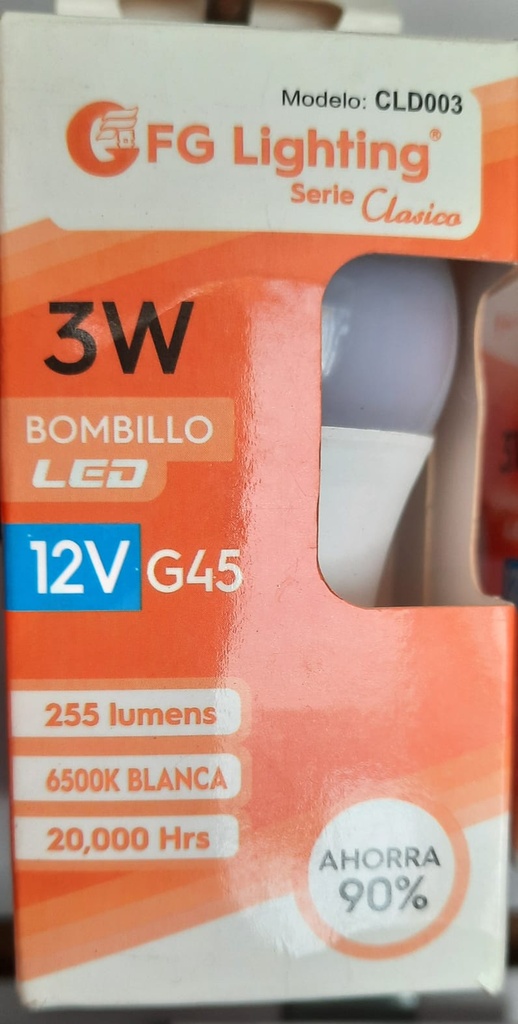 Modelo: CLD003
FG Lighting®
Serie Clasico
3W
BOMBILLO
LED
12V G45
255 lumens
6500K BLANCA
20,000 Hrs
AHORRA
90%